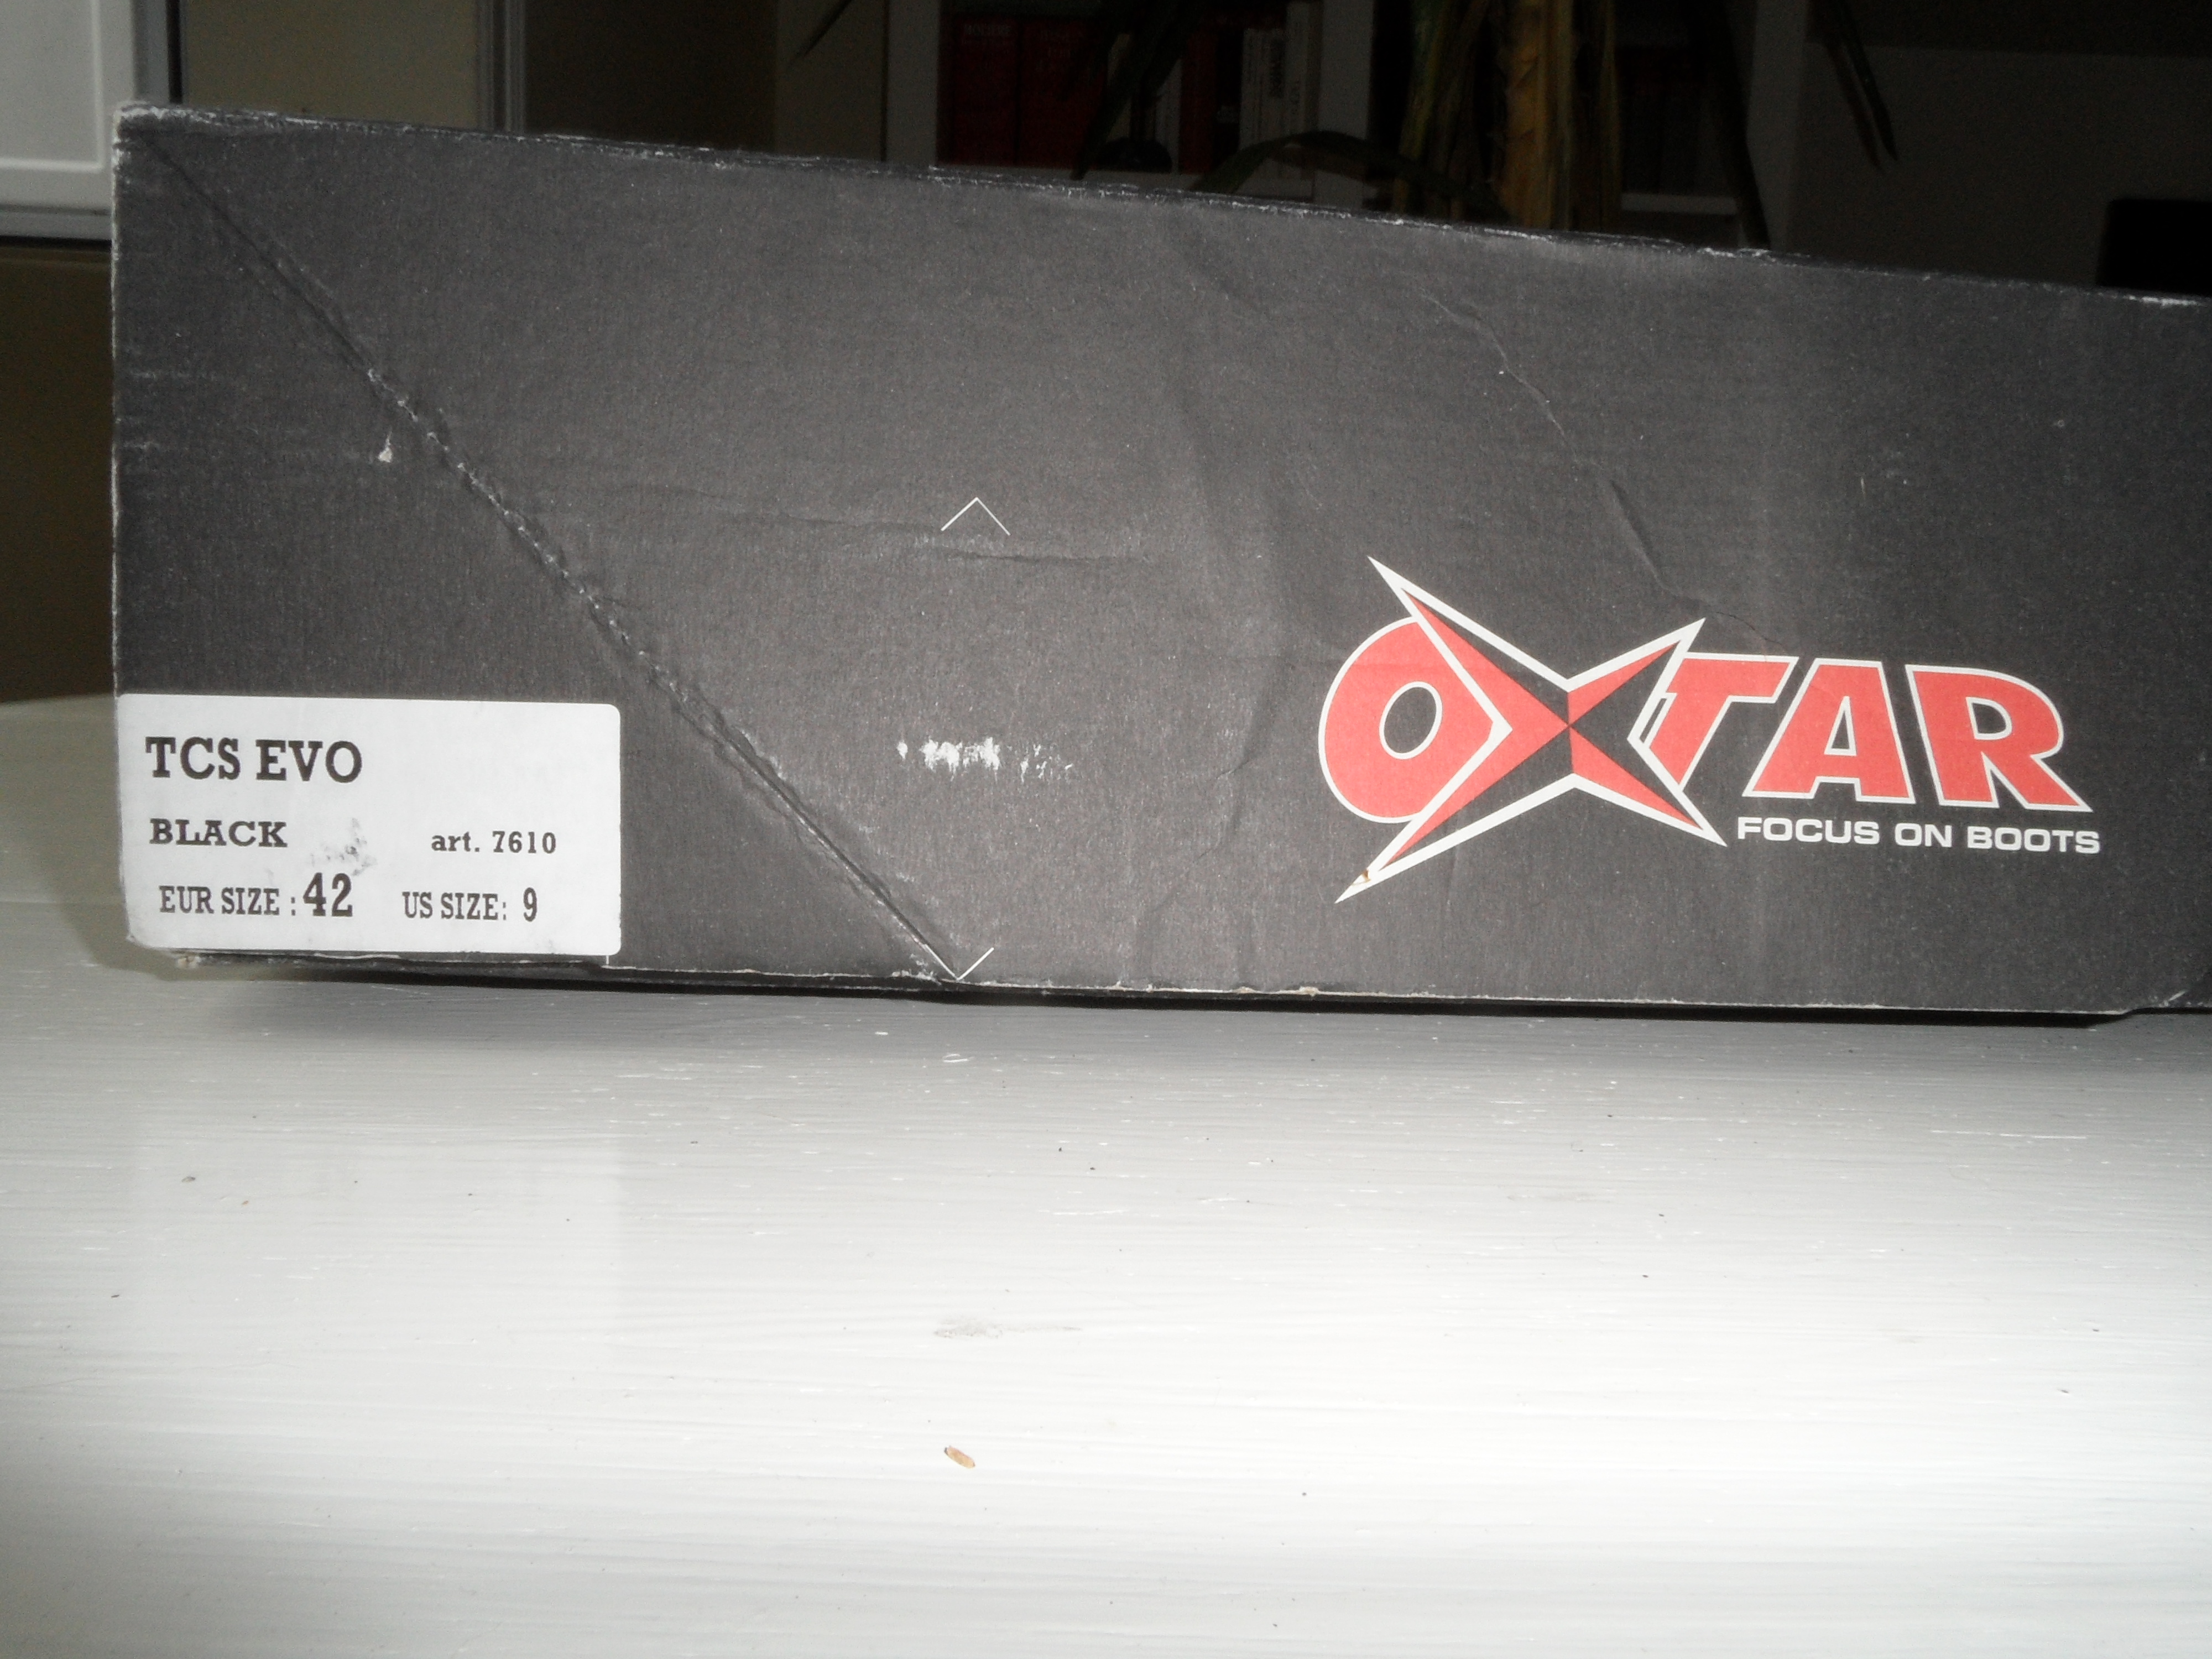 TCS EVO
BLACK art. 7610
EUR SIZE : 42 US SIZE: 9
OXTAR
FOCUS ON BOOTS